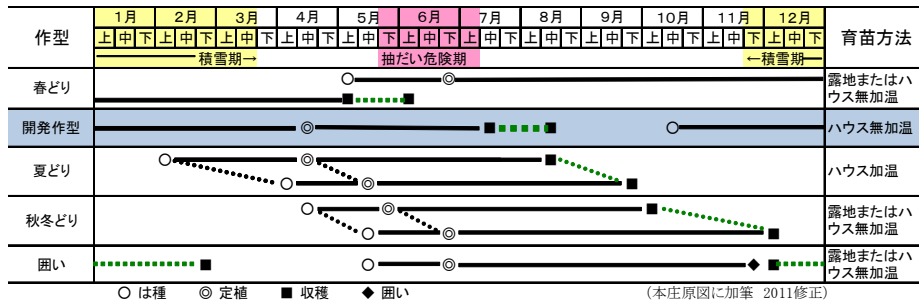 作型 1月 2月 3月 4月 5月 6月 7月 8月 9月 10月 11月 12月 育苗方法
上 中 下 上 中 下 上 中 下 上 中 下 上 中 下 上 中 下 上 中 下 上 中 下 上 中 下 上 中 下 上 中 下 上 中 下
積雪期→ 抽だい危険期 ←積雪期
春どり 露地またはハ
ウス無加温
開発作型 ハウス無加温
夏どり ハウス加温
秋冬どり 露地またはハ
ウス無加温
囲い 露地またはハ
ウス無加温
○ は種 ◎ 定植 ■ 収穫 ◆ 囲い (本庄原図に加筆 2011修正)